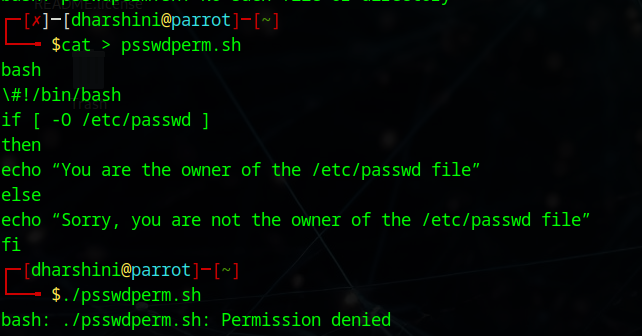 bash: ./psswdperm.sh: No such file or directory
┌─[✗]─[dharshini@parrot]─[~]
└──╼ $cat > psswdperm.sh
bash
\#!/bin/bash
if [ -O /etc/passwd ]
then
echo “You are the owner of the /etc/passwd file”
else
echo “Sorry, you are not the owner of the /etc/passwd file”
fi
┌─[dharshini@parrot]─[~]
└──╼ $./psswdperm.sh
bash: ./psswdperm.sh: Permission denied